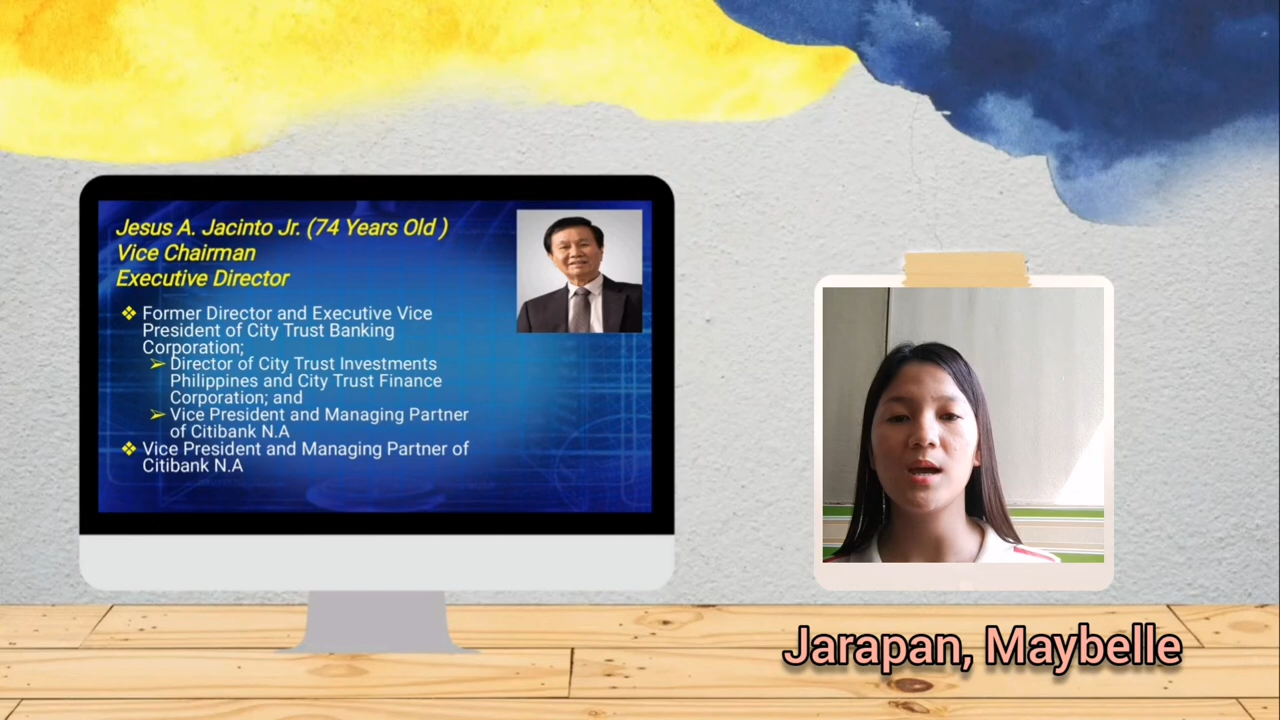 Jesus A. Jacinto Jr. (74 Years Old )
Vice Chairman
Executive Director
❖ Former Director and Executive Vice
President of City Trust Banking
Corporation;
➢ Director of City Trust Investments
Philippines and City Trust Finance
Corporation; and
➢ Vice President and Managing Partner
of Citibank N.A
❖ Vice President and Managing Partner of
Citibank N.A
Jarapan, Maybelle